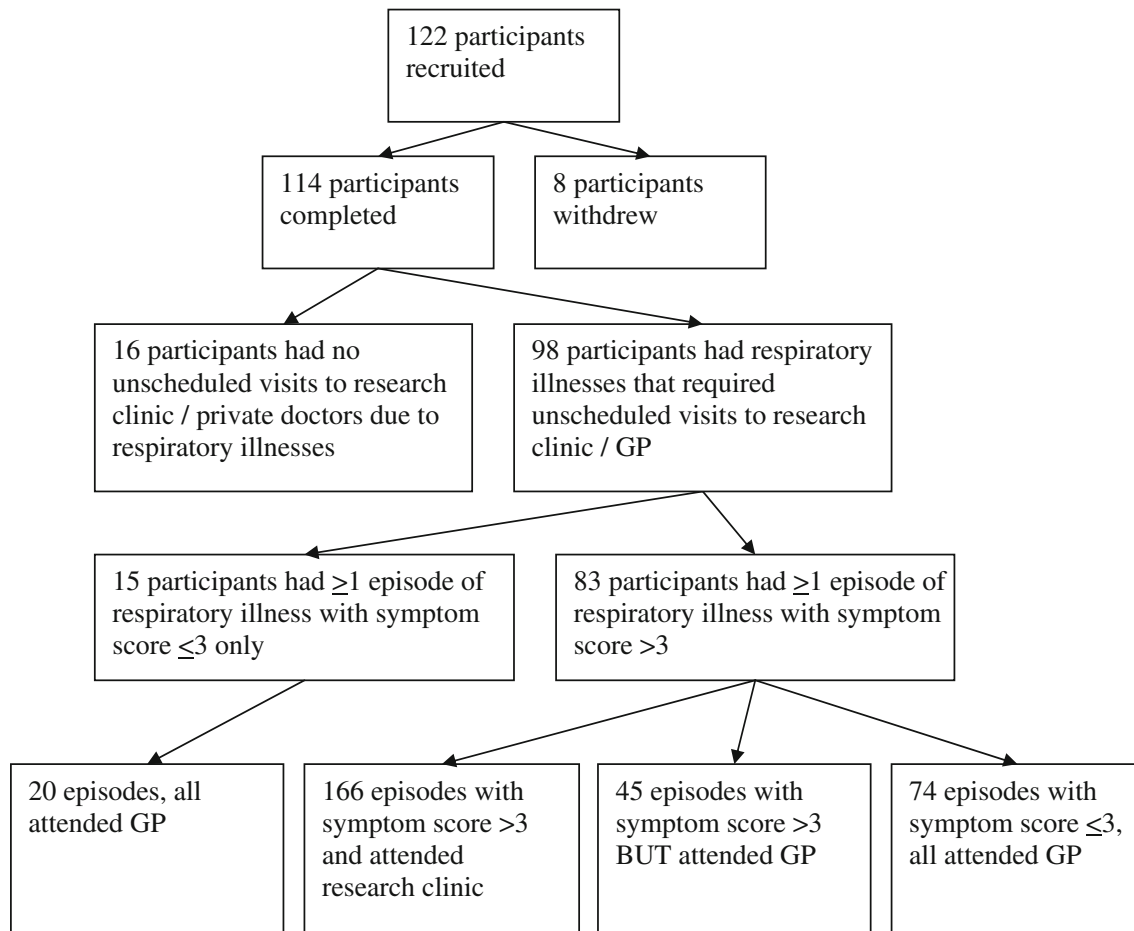 122 participants
recruited
114 participants
completed
8 participants
withdrew
16 participants had no
unscheduled visits to research
clinic / private doctors due to
respiratory illnesses
98 participants had respiratory
illnesses that required
unscheduled visits to research
clinic / GP
15 participants had ≥1 episode of
respiratory illness with symptom
score ≤3 only
83 participants had ≥1 episode of
respiratory illness with symptom
score >3
20 episodes, all
attended GP
166 episodes with
symptom score >3
and attended
research clinic
45 episodes with
symptom score >3
BUT attended GP
74 episodes with
symptom score ≤3,
all attended GP